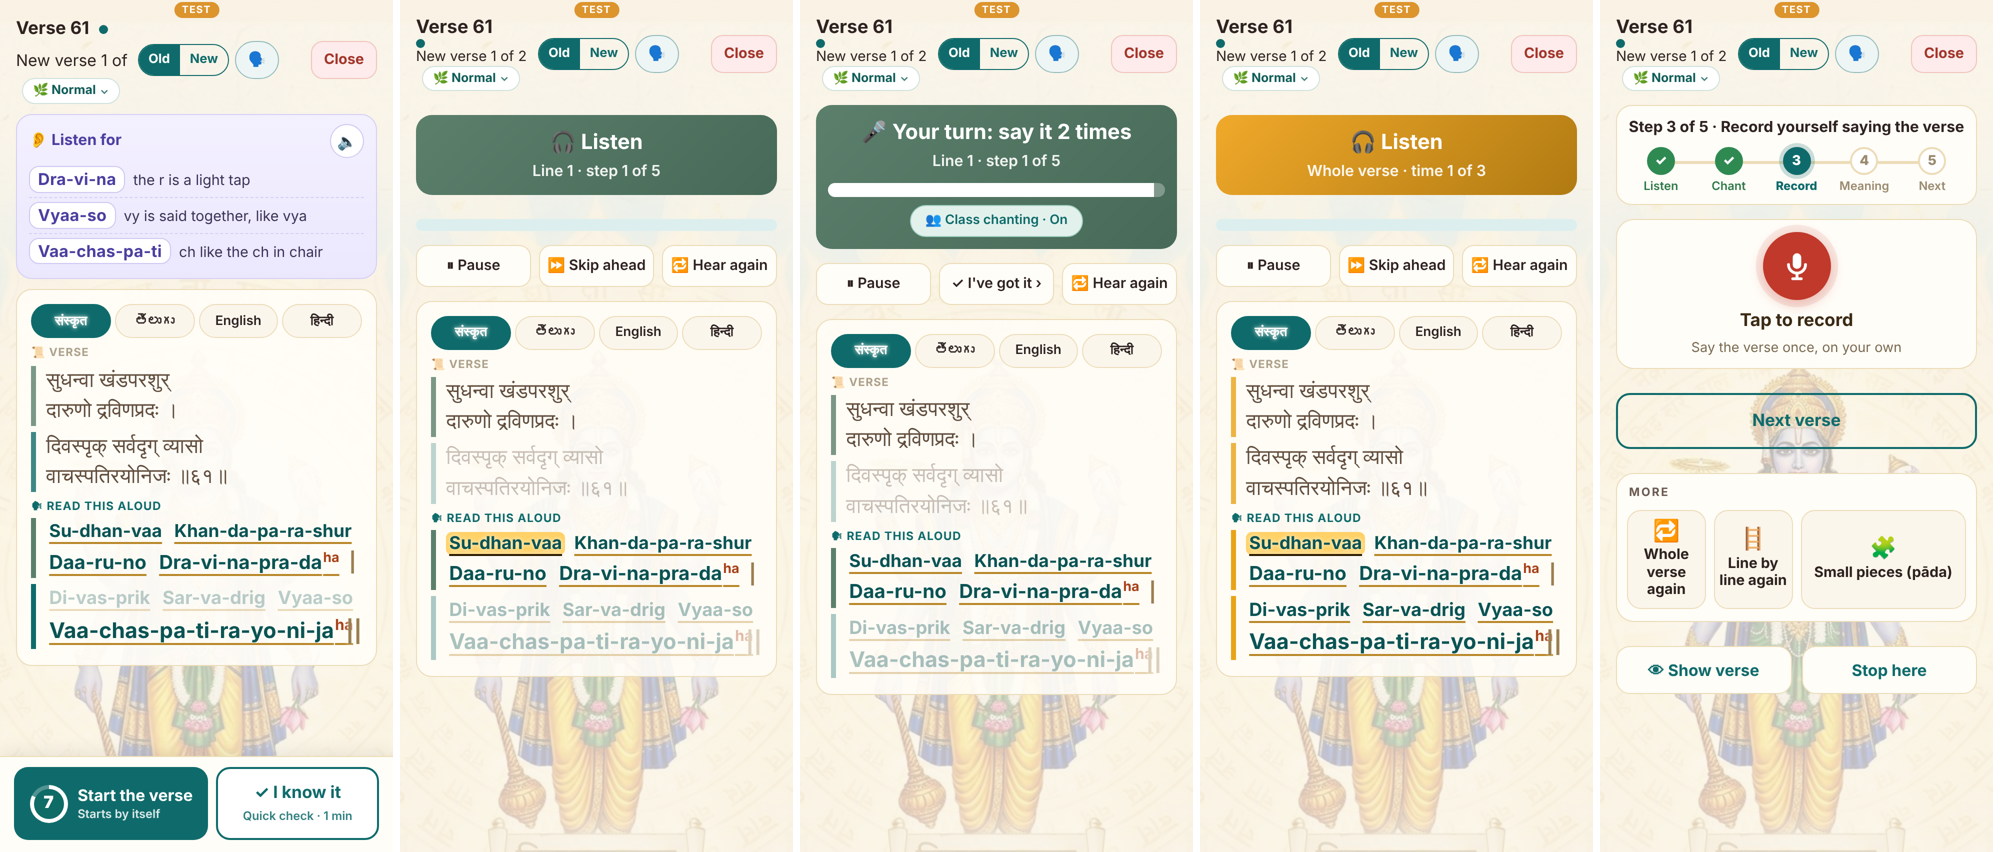 TEST
Verse 61
New verse 1 of
Old New
Close
🌿 Normal
👂 Listen for
Dra-vi-na the r is a light tap
Vyaa-so vy is said together, like vya
Vaa-chas-pa-ti ch like the ch in chair
संस्कृत తెలుగు English हिन्दी
📜 VERSE
सुधन्वा खंडपरशुर्
दारुणो द्रविणप्रदः ।
दिवस्पृक् सर्वदृग् व्यासो
वाचस्पतिरयोनिजः ॥६१॥
🗣 READ THIS ALOUD
Su-dhan-vaa Khan-da-pa-ra-shur
Daa-ru-no Dra-vi-na-pra-daha |
Di-vas-prik Sar-va-drig Vyaa-so
Vaa-chas-pa-ti-ra-yo-ni-jaha ||
7 Start the verse
Starts by itself
✓ I know it
Quick check · 1 min
TEST
Verse 61
New verse 1 of 2
Old New
Close
🌿 Normal
🎧 Listen
Line 1 · step 1 of 5
⏸ Pause ⏩ Skip ahead 🔁 Hear again
संस्कृत తెలుగు English हिन्दी
📜 VERSE
सुधन्वा खंडपरशुर्
दारुणो द्रविणप्रदः ।
दिवस्पृक् सर्वदृग् व्यासो
वाचस्पतिरयोनिजः ॥६१॥
🗣 READ THIS ALOUD
Su-dhan-vaa Khan-da-pa-ra-shur
Daa-ru-no Dra-vi-na-pra-daha |
Di-vas-prik Sar-va-drig Vyaa-so
Vaa-chas-pa-ti-ra-yo-ni-jaha ||
TEST
Verse 61
New verse 1 of 2
Old New
Close
🌿 Normal
🎤 Your turn: say it 2 times
Line 1 · step 1 of 5
👥 Class chanting · On
⏸ Pause ✓ I've got it › 🔁 Hear again
संस्कृत తెలుగు English हिन्दी
📜 VERSE
सुधन्वा खंडपरशुर्
दारुणो द्रविणप्रदः ।
दिवस्पृक् सर्वदृग् व्यासो
वाचस्पतिरयोनिजः ॥६१॥
🗣 READ THIS ALOUD
Su-dhan-vaa Khan-da-pa-ra-shur
Daa-ru-no Dra-vi-na-pra-daha |
Di-vas-prik Sar-va-drig Vyaa-so
Vaa-chas-pa-ti-ra-yo-ni-jaha ||
TEST
Verse 61
New verse 1 of 2
Old New
Close
🌿 Normal
🎧 Listen
Whole verse · time 1 of 3
⏸ Pause ⏩ Skip ahead 🔁 Hear again
संस्कृत తెలుగు English हिन्दी
📜 VERSE
सुधन्वा खंडपरशुर्
दारुणो द्रविणप्रदः ।
दिवस्पृक् सर्वदृग् व्यासो
वाचस्पतिरयोनिजः ॥६१॥
🗣 READ THIS ALOUD
Su-dhan-vaa Khan-da-pa-ra-shur
Daa-ru-no Dra-vi-na-pra-daha |
Di-vas-prik Sar-va-drig Vyaa-so
Vaa-chas-pa-ti-ra-yo-ni-jaha ||
TEST
Verse 61
New verse 1 of 2
Old New
Close
🌿 Normal
Step 3 of 5 · Record yourself saying the verse
✓ ✓ 3 4 5
Listen Chant Record Meaning Next
Tap to record
Say the verse once, on your own
Next verse
MORE
🔁 Whole verse again
🪜 Line by line again
🧩 Small pieces (pāda)
👁 Show verse
Stop here